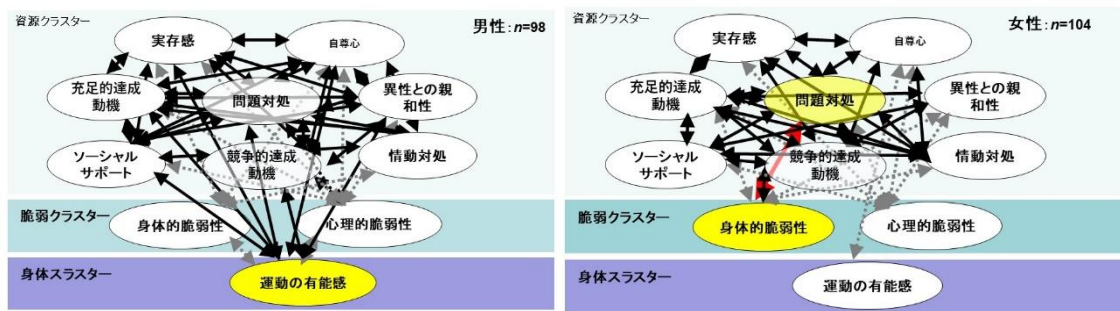 資源クラスター
男性：n=98
実存感
自尊心
充足的達成
動機
問題対処
異性との親
和性
ソーシャル
サポート
競争的達成
動機
情動対処
脆弱クラスター
身体的脆弱性
心理的脆弱性
身体スラスター
運動の有能感
資源クラスター
女性：n=104
実存感
自尊心
充足的達成
動機
問題対処
異性との親
和性
ソーシャル
サポート
競争的達成
動機
情動対処
脆弱クラスター
身体的脆弱性
心理的脆弱性
身体スラスター
運動の有能感